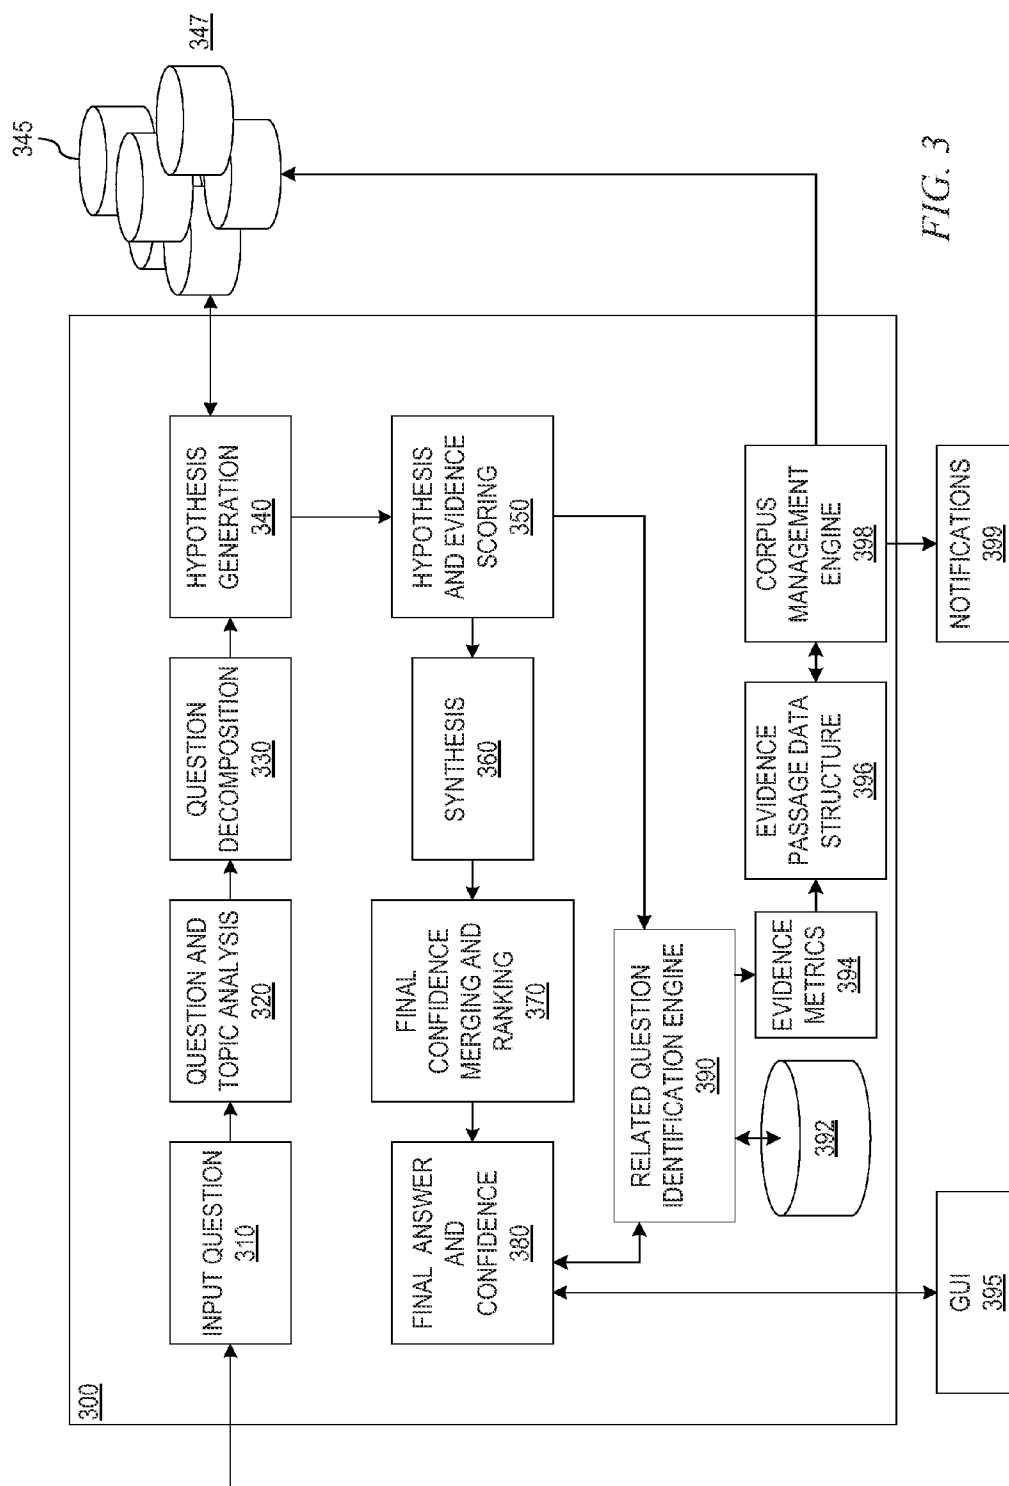 300
345
347
INPUT QUESTION
310
QUESTION AND
TOPIC ANALYSIS
320
QUESTION
DECOMPOSITION
330
HYPOTHESIS
GENERATION
340
FINAL ANSWER
AND
CONFIDENCE
380
FINAL
CONFIDENCE
MERGING AND
RANKING
370
SYNTHESIS
360
HYPOTHESIS
AND EVIDENCE
SCORING
350
RELATED QUESTION
IDENTIFICATION ENGINE
390
392
EVIDENCE
METRICS
394
EVIDENCE
PASSAGE DATA
STRUCTURE
396
CORPUS
MANAGEMENT
ENGINE
398
GUI
395
NOTIFICATIONS
399
FIG. 3